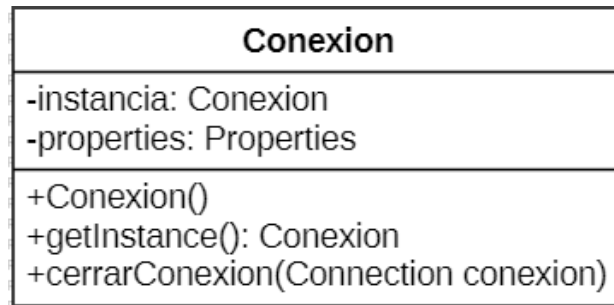 Conexion
-instancia: Conexion
-properties: Properties
+Conexion()
+getInstance(): Conexion
+cerrarConexion(Connection conexion)